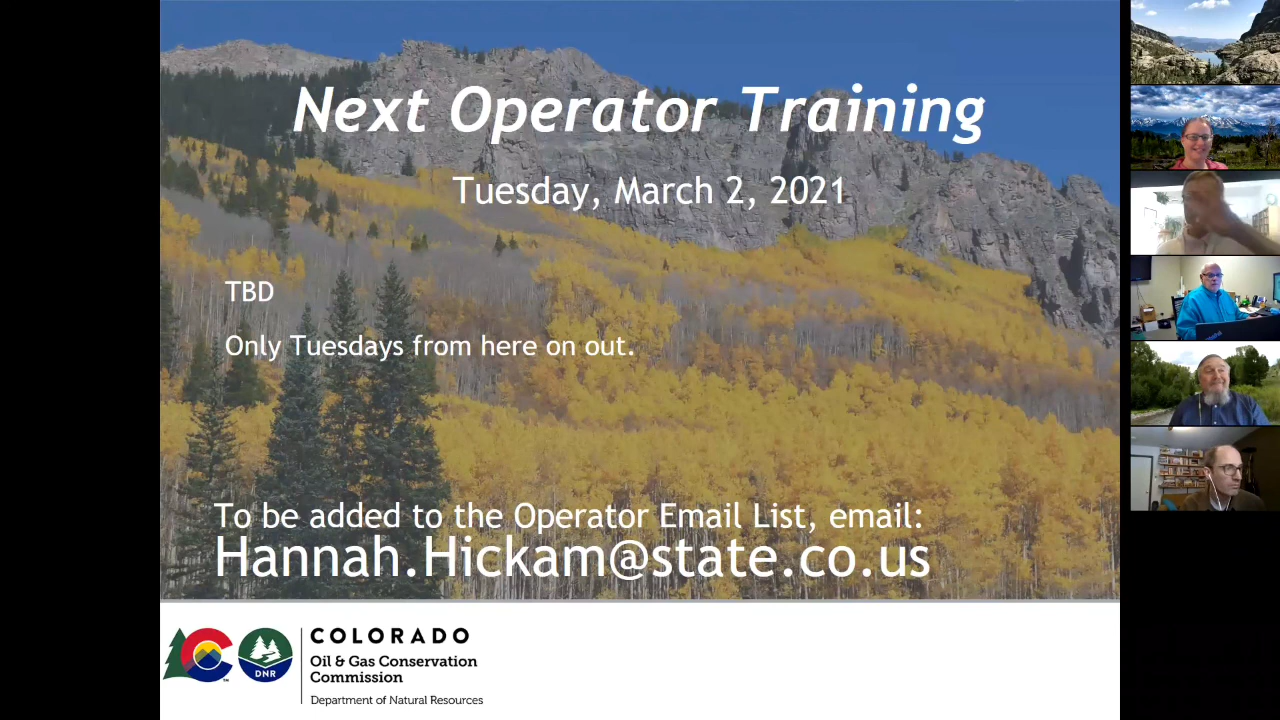 Next Operator Training
Tuesday, March 2, 2021
TBD
Only Tuesdays from here on out.
To be added to the Operator Email List, email:
Hannah.Hickam@state.co.us
DNR
COLORADO
Oil & Gas Conservation
Commission
Department of Natural Resources